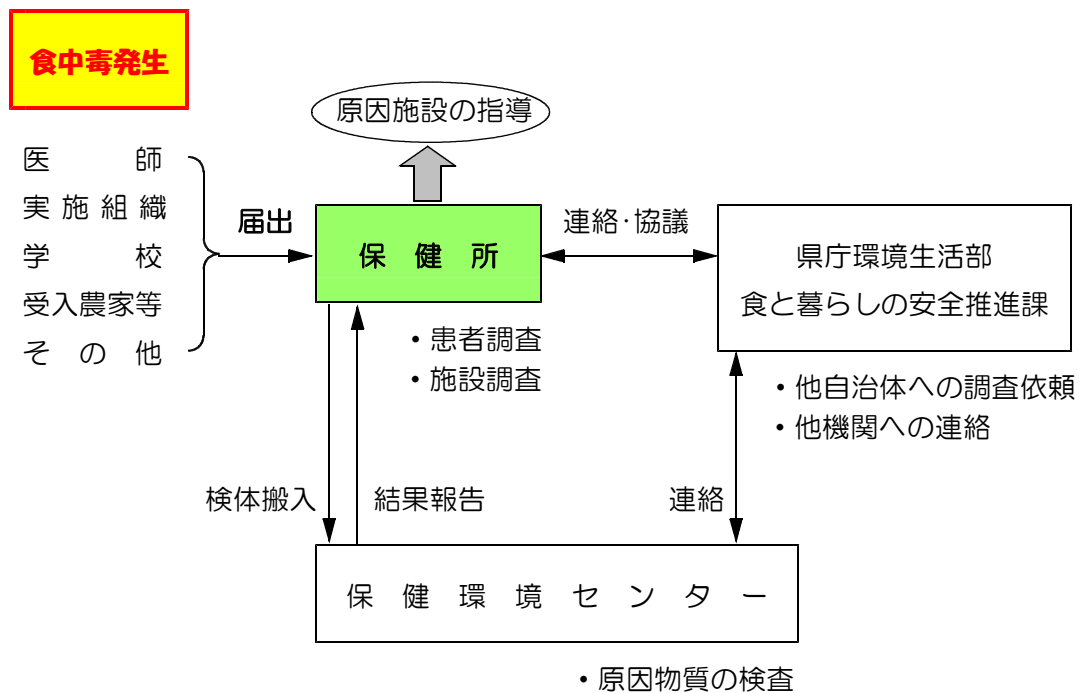 食中毒発生
原因施設の指導
医師
実施組織
学校
受入農家等
その他
届出
保健所
連絡・協議
県庁環境生活部
食と暮らしの安全推進課
・患者調査
・施設調査
・他自治体への調査依頼
・他機関への連絡
検体搬入
結果報告
連絡
保健環境センター
・原因物質の検査